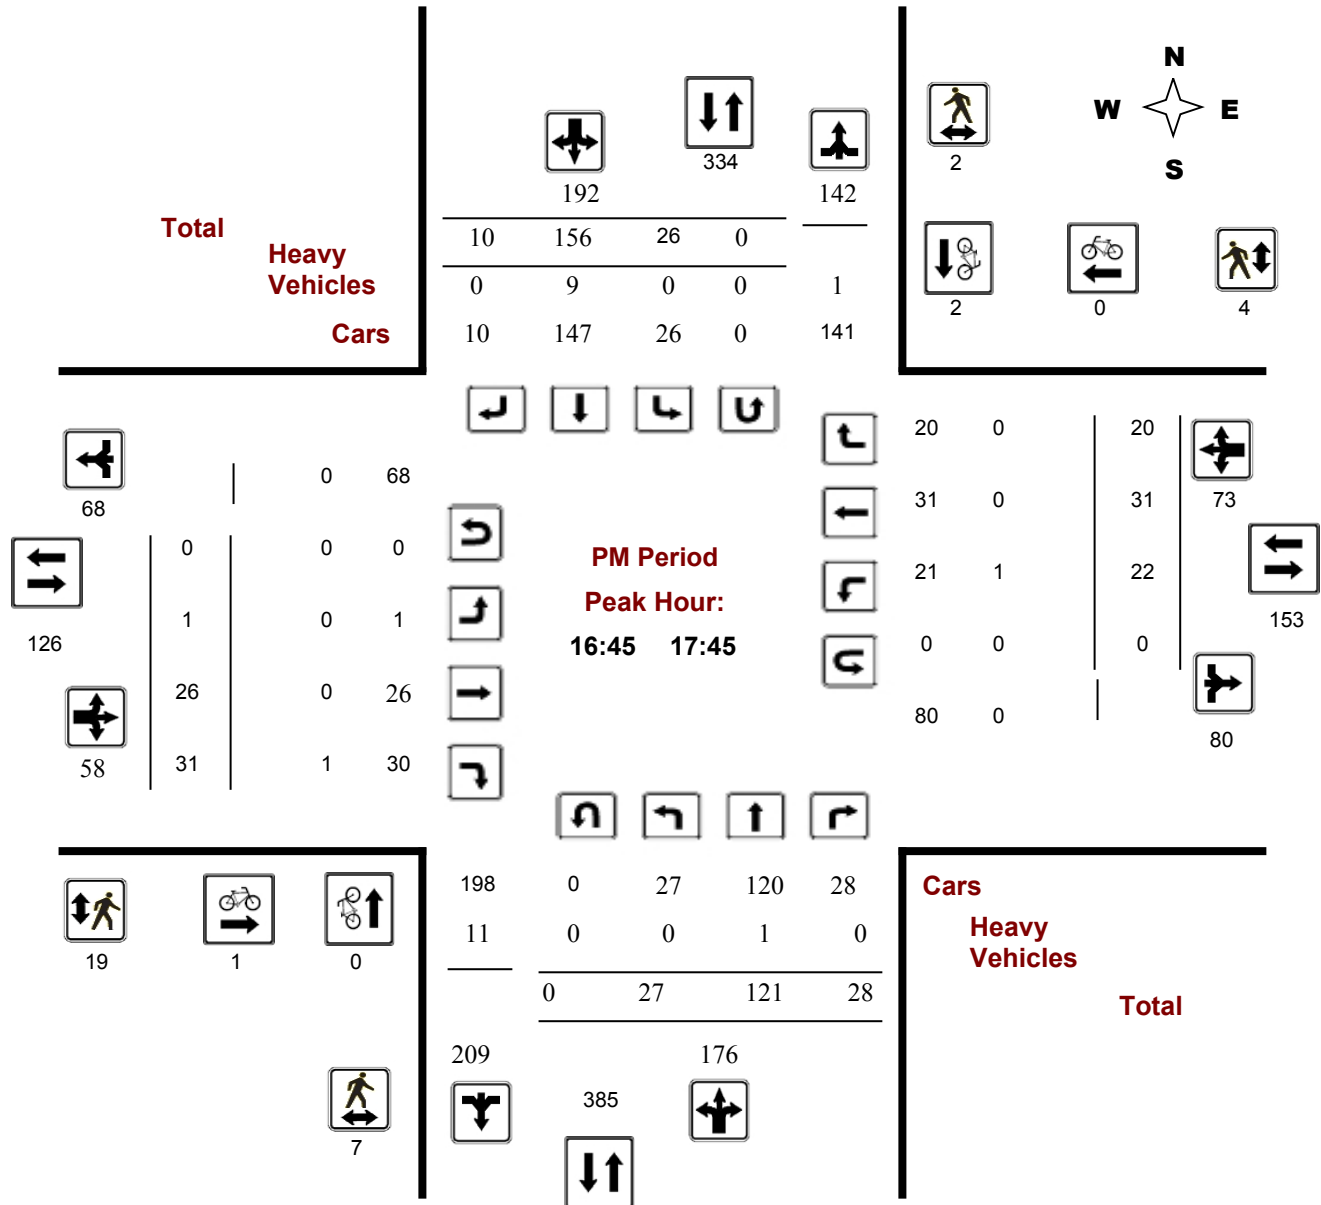 N
W E
S
334
2
192 142
Total
10 156 26 0
Heavy
Vehicles
0 9 0 0 1
Cars
10 147 26 0 141
2 0 4
20 0 20
0 68
68
31 0 31
73
0 0 0
PM Period
21 1 22
Peak Hour:
1 0 1
153
16:45 17:45
126
0 0 0
26 0 26
80 0
80
58 31 1 30
198 0 27 120 28
Cars
11 0 0 1 0
Heavy
Vehicles
19 1 0
0 27 121 28
Total
209 176
385
7